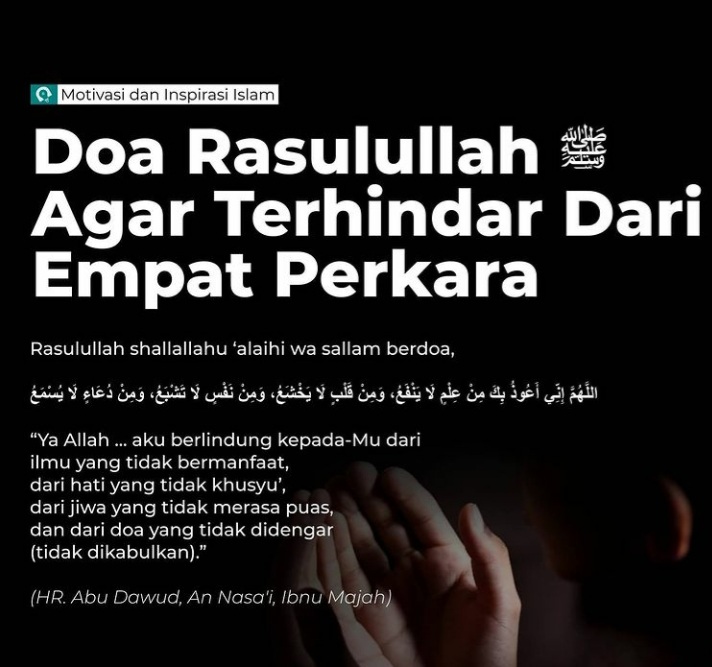 Motivasi dan Inspirasi Islam
Doa Rasulullah ﷺ
Agar Terhindar Dari
Empat Perkara
Rasulullah shallallahu ‘alaihi wa sallam berdoa,
اللَّهُمَّ إِنِّي أَعُوذُ بِكَ مِنْ عِلْمٍ لَا يَنْفَعُ، وَمِنْ قَلْبٍ لَا يَخْشَعُ، وَمِنْ نَفْسٍ لَا تَشْبَعُ، وَمِنْ دُعَاءٍ لَا يُسْمَعُ
“Ya Allah ... aku berlindung kepada-Mu dari
ilmu yang tidak bermanfaat,
dari hati yang tidak khusyu’,
dari jiwa yang tidak merasa puas,
dan dari doa yang tidak didengar
(tidak dikabulkan).”
(HR. Abu Dawud, An Nasa'i, Ibnu Majah)